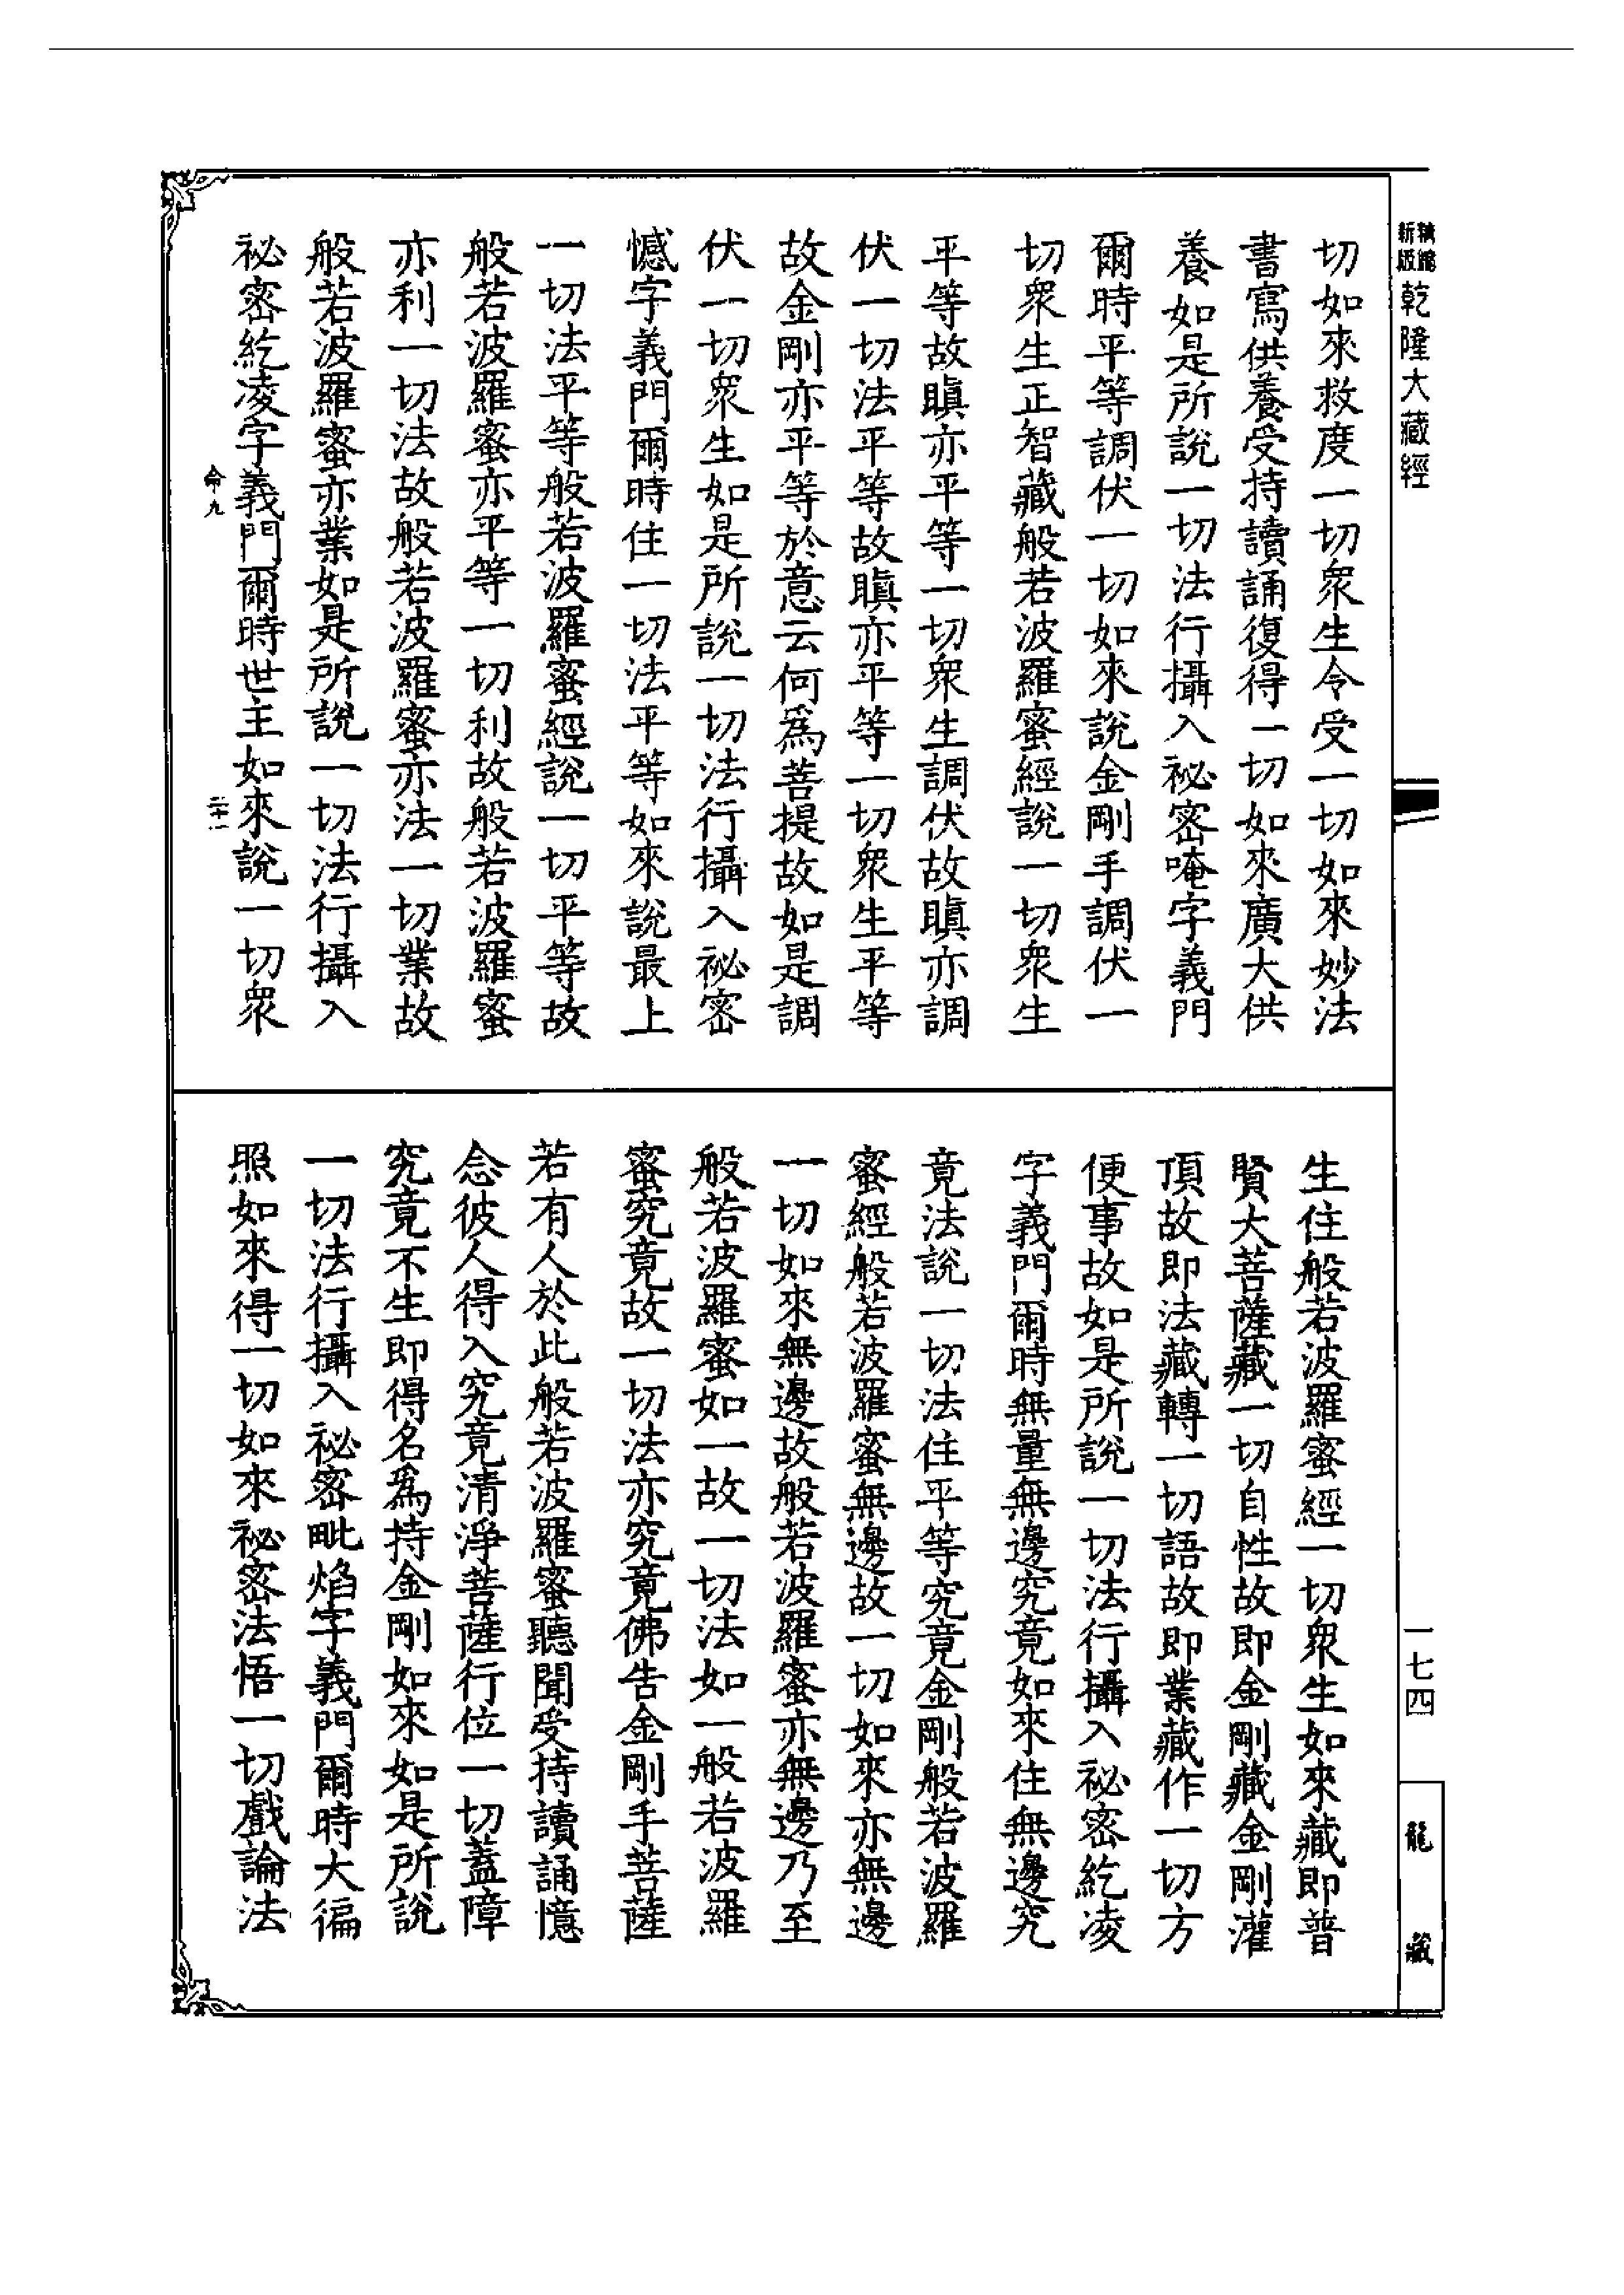 新編縮版 乾隆大藏經
切如來救度一切眾生令受一切如來妙法
書寫供養受持讀誦復得一切如來廣大供
養如是所說一切法行攝入祕密唵字義門
爾時平等調伏一切如來說金剛手調伏一
切眾生正智藏般若波羅蜜經說一切眾生
平等故瞋亦平等一切眾生調伏故瞋亦調
伏一切法平等故瞋亦平等一切眾生平等
故金剛亦平等於意云何為菩提故如是調
伏一切眾生如是所說一切法行攝入祕密
憾字義門爾時住一切法平等如來說最上
一切法平等般若波羅蜜經說一切平等故
般若波羅蜜亦平等一切利故般若波羅蜜
亦利一切法故般若波羅蜜亦法一切業故
般若波羅蜜亦業如是所說一切法行攝入
祕密紇凌字義門爾時世主如來說一切眾
命九 二十一
生住般若波羅蜜經一切眾生如來藏即普
賢大菩薩藏一切自性故即金剛藏金剛灌
頂故即法藏轉一切語故即業藏作一切方
便事故如是所說一切法行攝入祕密紇凌
字義門爾時無量無邊究竟如來住無邊究
竟法說一切法住平等究竟金剛般若波羅
蜜經般若波羅蜜無邊故一切如來亦無邊
一切如來無邊故般若波羅蜜亦無邊乃至
般若波羅蜜如一故一切法如一般若波羅
蜜究竟故一切法亦究竟佛告金剛手菩薩
若有人於此般若波羅蜜聽聞受持讀誦憶
念彼人得入究竟清淨菩薩行位一切蓋障
究竟不生即得名為持金剛如來如是所說
一切法行攝入祕密毗焰字義門爾時大徧
照如來得一切如來祕密法悟一切戲論法
一七四
龍藏